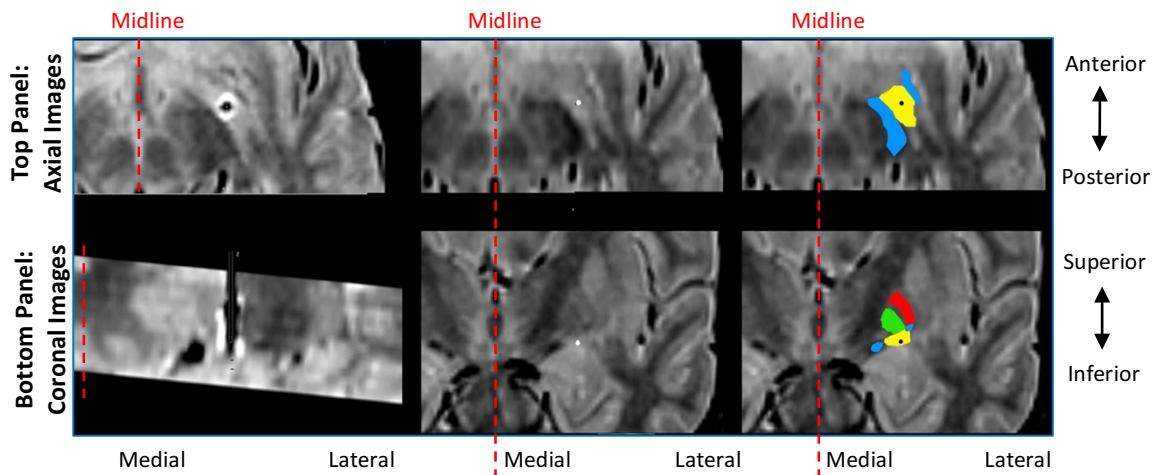 Midline Midline Midline
Top Panel:
Axial Images
Anterior
Posterior
Bottom Panel:
Coronal Images
Superior
Inferior
Medial Lateral Medial Lateral Medial Lateral